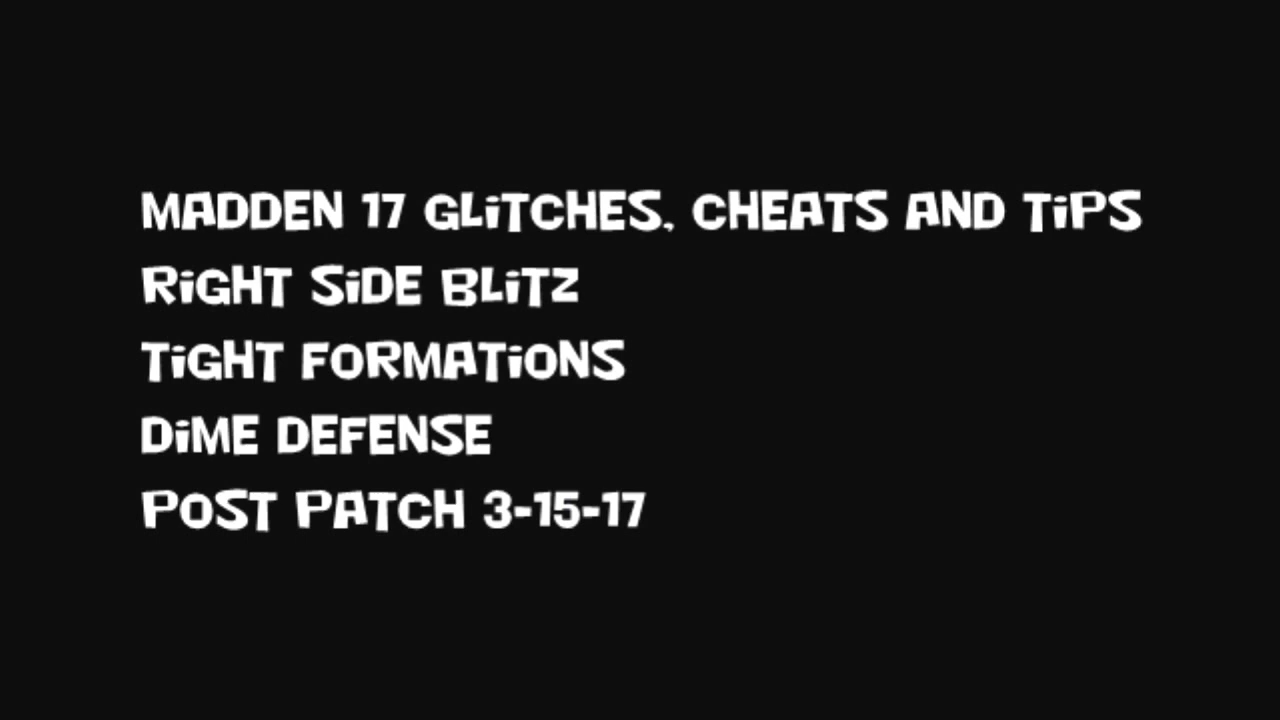 MADDEN 17 GLiTCHES, CHEATS AND TiPS
RiGHT SiDE BLiTZ
TiGHT FORMATiONS
DiME DEFENSE
POST PATCH 3-15-17